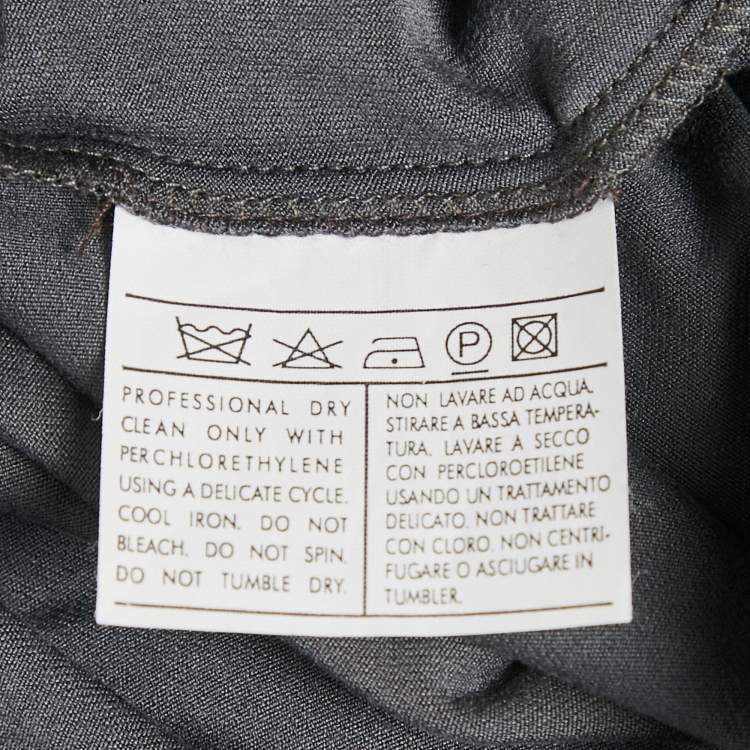 P
PROFESSIONAL DRY
CLEAN ONLY WITH
PERCHLORETHYLENE
USING A DELICATE CYCLE.
COOL IRON. DO NOT
BLEACH. DO NOT SPIN.
DO NOT TUMBLE DRY.
NON LAVARE AD ACQUA.
STIRARE A BASSA TEMPERA-
TURA. LAVARE A SECCO
CON PERCLOROETILENE
USANDO UN TRATTAMENTO
DELICATO. NON TRATTARE
CON CLORO. NON CENTRI-
FUGARE O ASCIUGARE IN
TUMBLER.